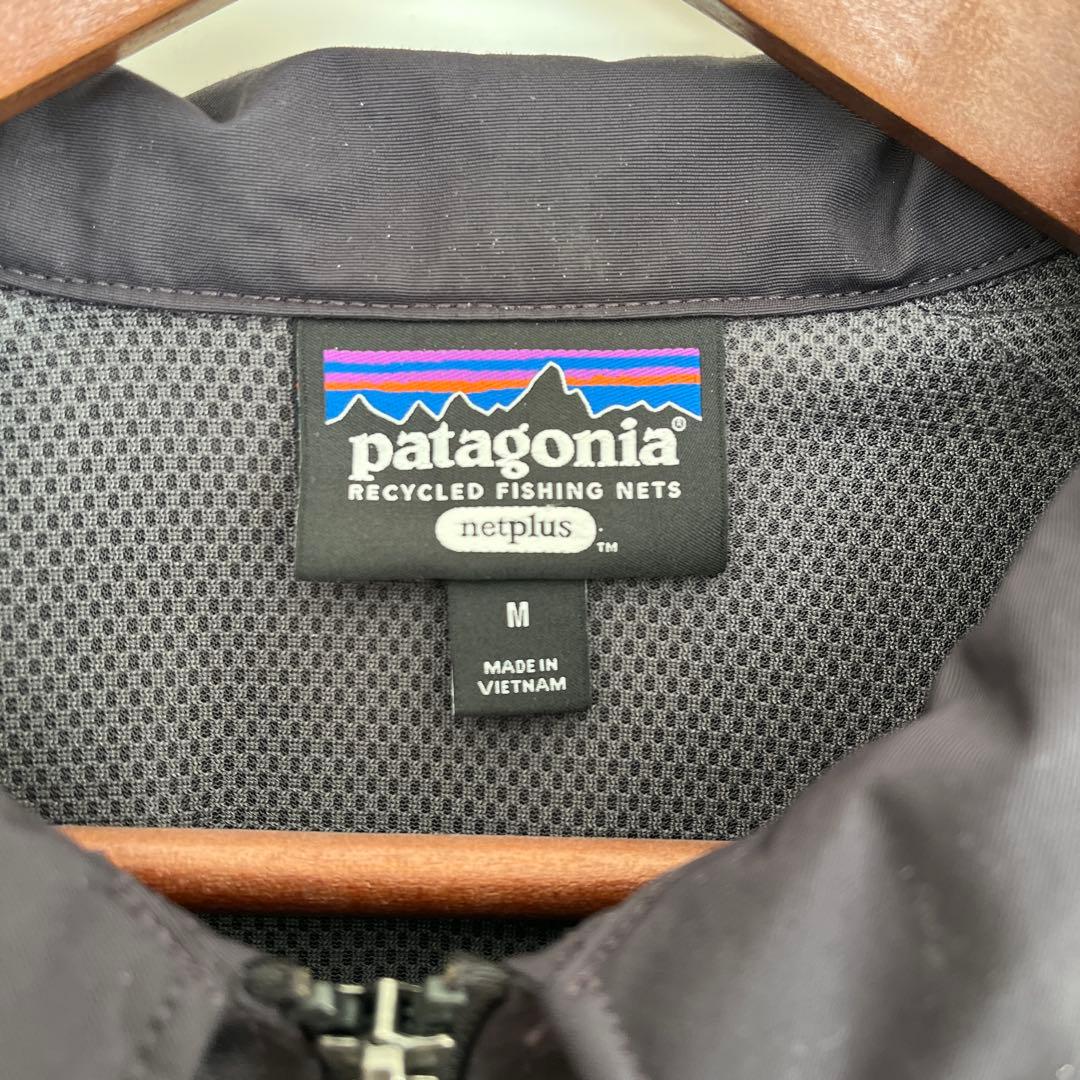 patagonia®
RECYCLED FISHING NETS
netplus ™
M
MADE IN
VIETNAM